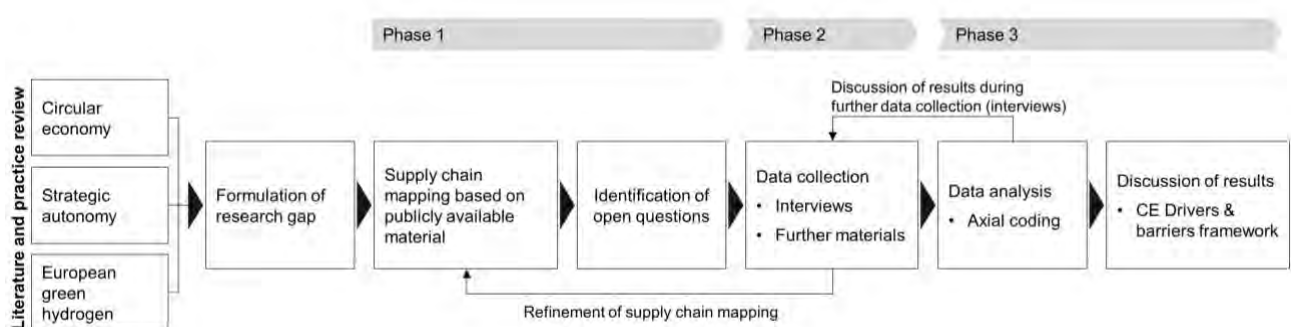 Phase 1
Phase 2
Phase 3
Literature and practice review
Circular
economy
Strategic
autonomy
European
green
hydrogen
Formulation of
research gap
Supply chain
mapping based on
publicly available
material
Identification of
open questions
Discussion of results during
further data collection (interviews)
Data collection
• Interviews
• Further materials
Data analysis
• Axial coding
Discussion of results
• CE Drivers &
barriers framework
Refinement of supply chain mapping